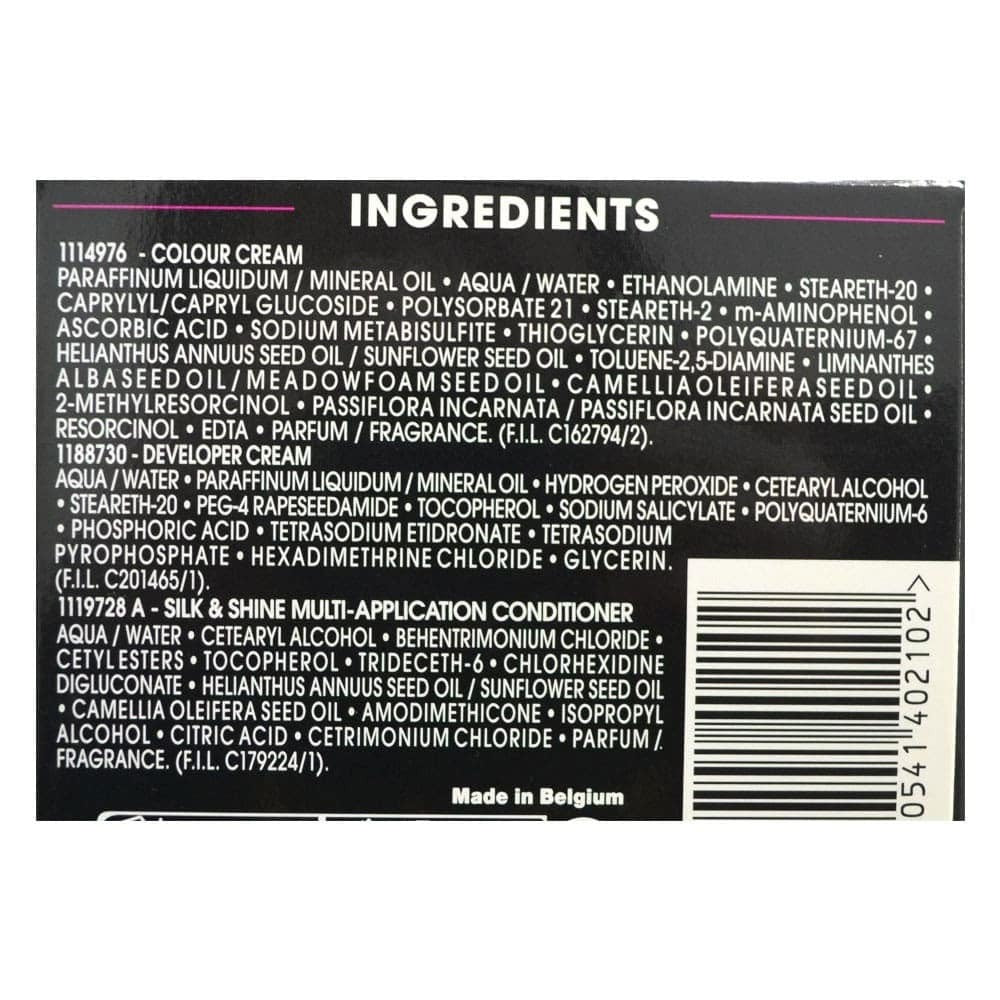 INGREDIENTS
1114976 - COLOUR CREAM
PARAFFINUM LIQUIDUM / MINERAL OIL • AQUA / WATER • ETHANOLAMINE • STEARETH-20 •
CAPRYLYL/CAPRYL GLUCOSIDE • POLYSORBATE 21 • STEARETH-2 • m-AMINOPHENOL •
ASCORBIC ACID • SODIUM METABISULFITE • THIOGLYCERIN • POLYQUATERNIUM-67 •
HELIANTHUS ANNUUS SEED OIL / SUNFLOWER SEED OIL • TOLUENE-2,5-DIAMINE • LIMNANTHES
ALBA SEED OIL / MEADOWFOAM SEED OIL • CAMELLIA OLEIFERA SEED OIL •
2-METHYLRESORCINOL • PASSIFLORA INCARNATA / PASSIFLORA INCARNATA SEED OIL •
RESORCINOL • EDTA • PARFUM / FRAGRANCE. (F.I.L. C162794/2).
1188730 - DEVELOPER CREAM
AQUA / WATER • PARAFFINUM LIQUIDUM / MINERAL OIL • HYDROGEN PEROXIDE • CETEARYL ALCOHOL
• STEARETH-20 • PEG-4 RAPESEEDAMIDE • TOCOPHEROL • SODIUM SALICYLATE • POLYQUATERNIUM-6
• PHOSPHORIC ACID • TETRASODIUM ETIDRONATE • TETRASODIUM
PYROPHOSPHATE • HEXADIMETHRINE CHLORIDE • GLYCERIN.
(F.I.L. C201465/1).
1119728 A - SILK & SHINE MULTI-APPLICATION CONDITIONER
AQUA / WATER • CETEARYL ALCOHOL • BEHENTRIMONIUM CHLORIDE •
CETYL ESTERS • TOCOPHEROL • TRIDECETH-6 • CHLORHEXIDINE
DIGLUCONATE • HELIANTHUS ANNUUS SEED OIL / SUNFLOWER SEED OIL
• CAMELLIA OLEIFERA SEED OIL • AMODIMETHICONE • ISOPROPYL
ALCOHOL • CITRIC ACID • CETRIMONIUM CHLORIDE • PARFUM /
FRAGRANCE. (F.I.L. C179224/1).
Made in Belgium
0541 402102 >